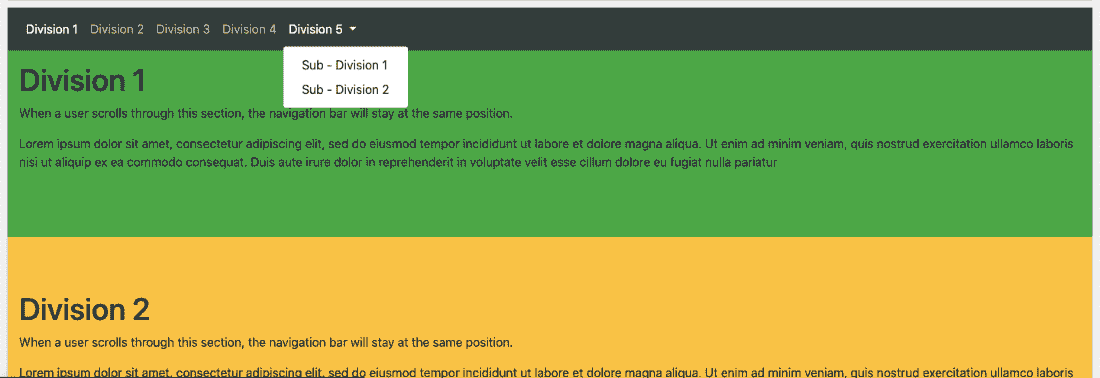 Division 1 Division 2 Division 3 Division 4 Division 5
Sub - Division 1
Sub - Division 2
Division 1
When a user scrolls through this section, the navigation bar will stay at the same position.
Lorem ipsum dolor sit amet, consectetur adipiscing elit, sed do eiusmod tempor incididunt ut labore et dolore magna aliqua. Ut enim ad minim veniam, quis nostrud exercitation ullamco laboris
nisi ut aliquip ex ea commodo consequat. Duis aute irure dolor in reprehenderit in voluptate velit esse cillum dolore eu fugiat nulla pariatur
Division 2
When a user scrolls through this section, the navigation bar will stay at the same position.
Lorem ipsum dolor sit amet, consectetur adipiscing elit, sed do eiusmod tempor incididunt ut labore et dolore magna aliqua. Ut enim ad minim veniam, quis nostrud exercitation ullamco laboris